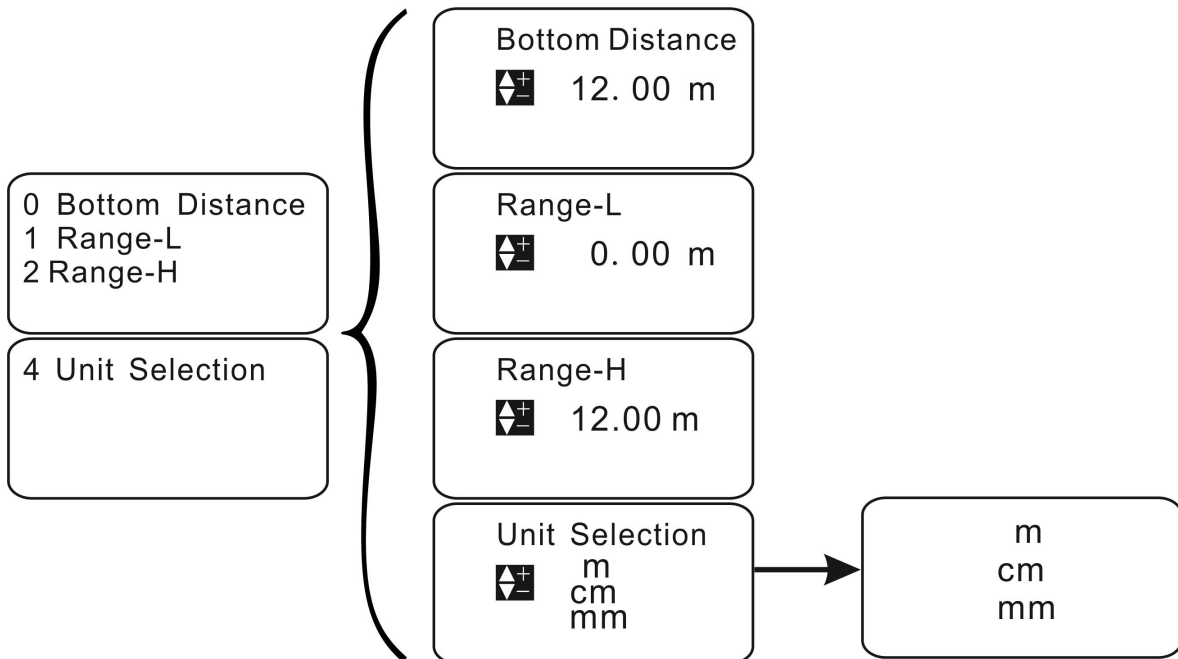 0 Bottom Distance
1 Range-L
2 Range-H
4 Unit Selection
Bottom Distance
+
− 12. 00 m
Range-L
+
− 0. 00 m
Range-H
+
− 12.00 m
Unit Selection
m
+
− cm
mm
m
cm
mm